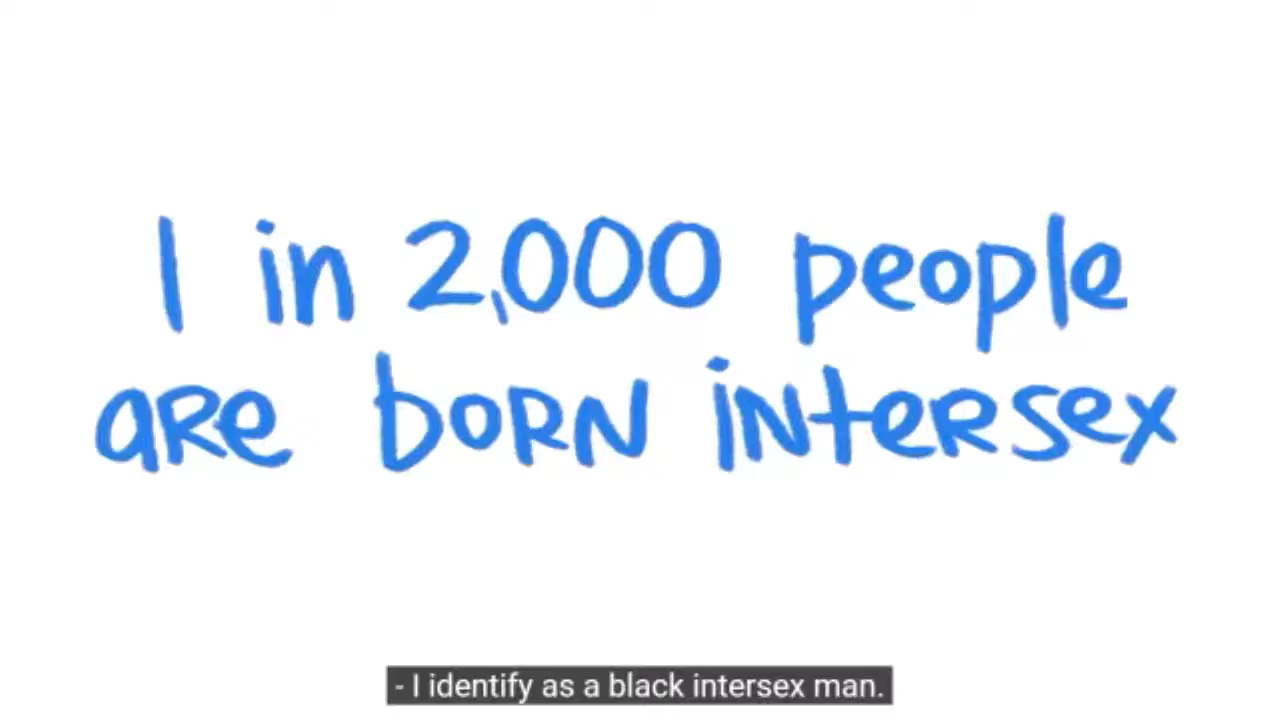 1 in 2,000 people
are born intersex
- I identify as a black intersex man.